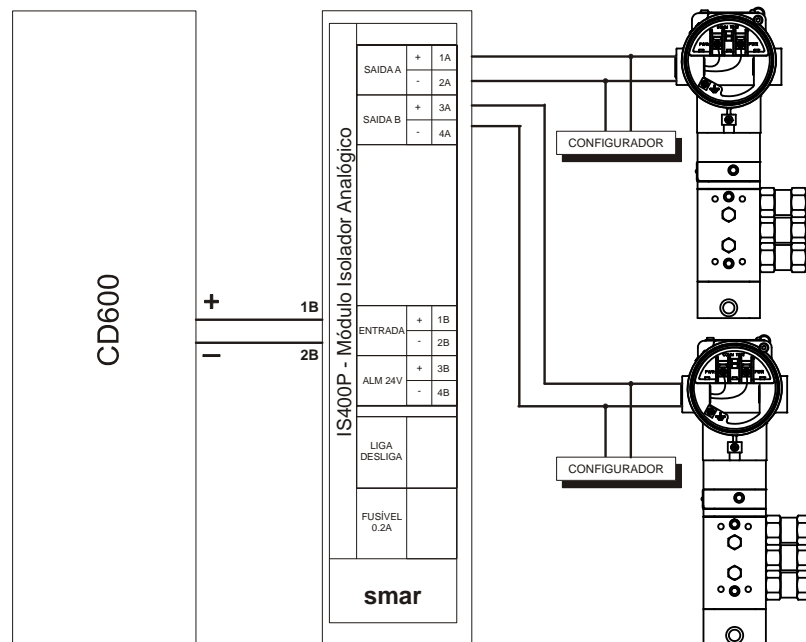 CD600
+
1B
–
2B
IS400P - Módulo Isolador Analógico
SAIDA A
+ 1A
- 2A
SAIDA B
+ 3A
- 4A
ENTRADA
+ 1B
- 2B
ALM 24V
+ 3B
- 4B
LIGA
DESLIGA
FUSÍVEL
0.2A
smar
CONFIGURADOR
CONFIGURADOR